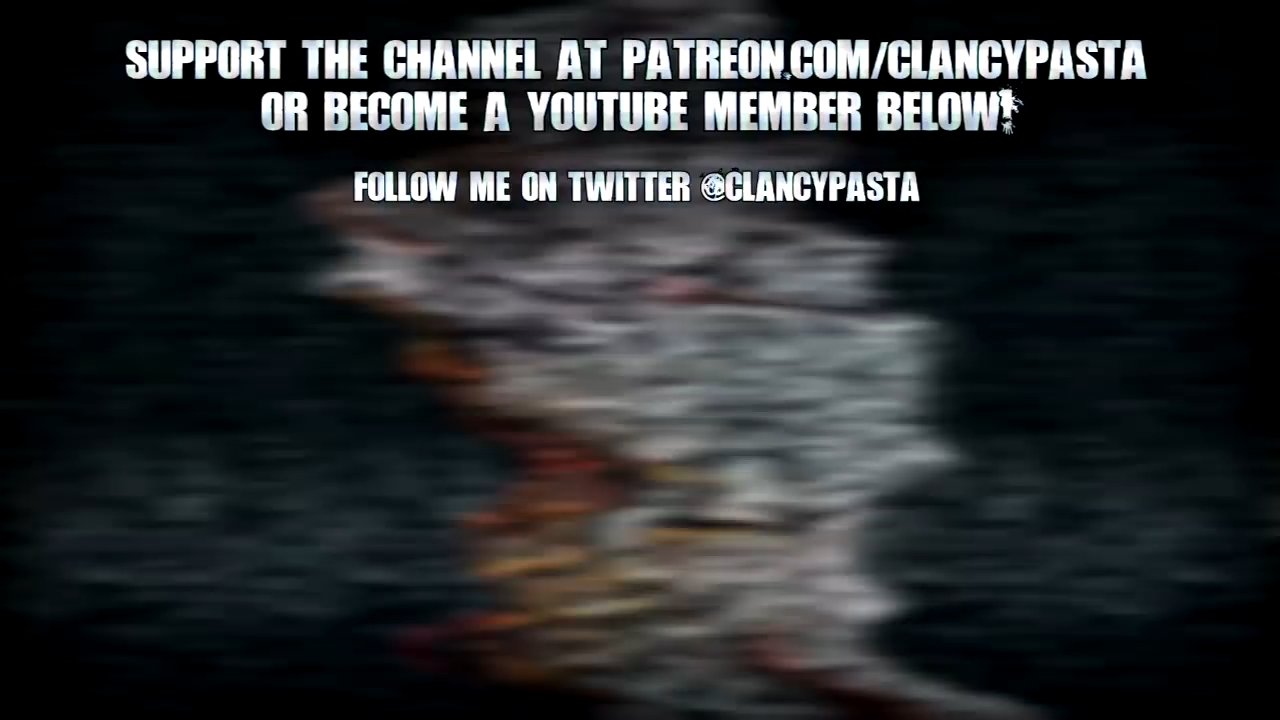 SUPPORT THE CHANNEL AT PATREON.COM/CLANCYPASTA
OR BECOME A YOUTUBE MEMBER BELOW!
FOLLOW ME ON TWITTER @CLANCYPASTA